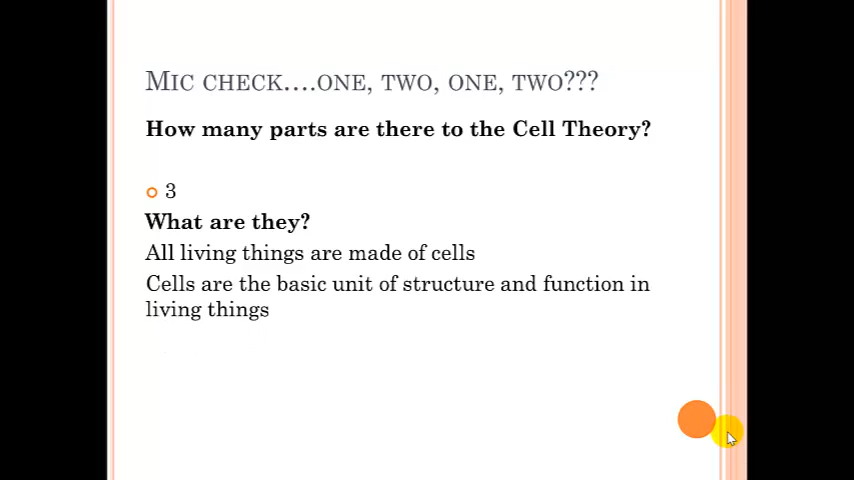 Mic check....one, two, one, two???
How many parts are there to the Cell Theory?
3
What are they?
All living things are made of cells
Cells are the basic unit of structure and function in
living things